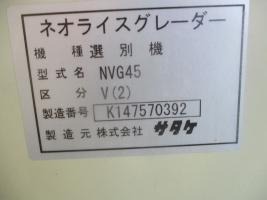 ネオライスグレーダー
機種 選別機
型式名 NVG45
区分 V(2)
製造番号 K147570392
製造元 株式会社 サタケ